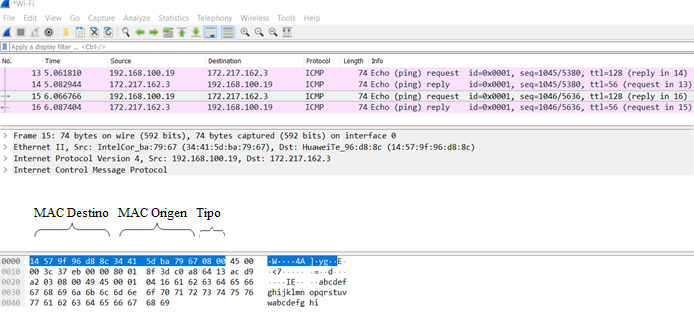 *Wi-Fi
File Edit View Go Capture Analyze Statistics Telephony Wireless Tools Help
Apply a display filter ... <Ctrl-/>
No. Time Source Destination Protocol Length Info
13 5.061810 192.168.100.19 172.217.162.3 ICMP 74 Echo (ping) request id=0x0001, seq=1045/5380, ttl=128 (reply in 14)
14 5.082944 172.217.162.3 192.168.100.19 ICMP 74 Echo (ping) reply id=0x0001, seq=1045/5380, ttl=56 (request in 13)
15 5.066766 192.168.100.19 172.217.162.3 ICMP 74 Echo (ping) request id=0x0001, seq=1046/5636, ttl=128 (reply in 16)
16 6.087404 172.217.162.3 192.168.100.19 ICMP 74 Echo (ping) reply id=0x0001, seq=1046/5636, ttl=56 (request in 15)
Frame 15: 74 bytes on wire (592 bits), 74 bytes captured (592 bits) on interface 0
Ethernet II, Src: IntelCor_ba:79:67 (34:41:5d:ba:79:67), Dst: HuaweiTe_96:d8:8c (14:57:9f:96:d8:8c)
Internet Protocol Version 4, Src: 192.168.100.19, Dst: 172.217.162.3
Internet Control Message Protocol
MAC Destino MAC Origen Tipo
0000 14 57 9f 96 d8 8c 34 41 5d ba 79 67 08 00 45 00 ·W····4A ]·yg··E·
0010 00 3c 37 eb 00 00 80 01 8f 3d c0 a8 64 13 ac d9 ·<7····· ·=··d···
0020 a2 03 08 00 49 45 00 01 04 16 61 62 63 64 65 66 ····IE·· ··abcdef
0030 67 68 69 6a 6b 6c 6d 6e 6f 70 71 72 73 74 75 76 ghijklmn opqrstuv
0040 77 61 62 63 64 65 66 67 68 69 wabcdefg hi